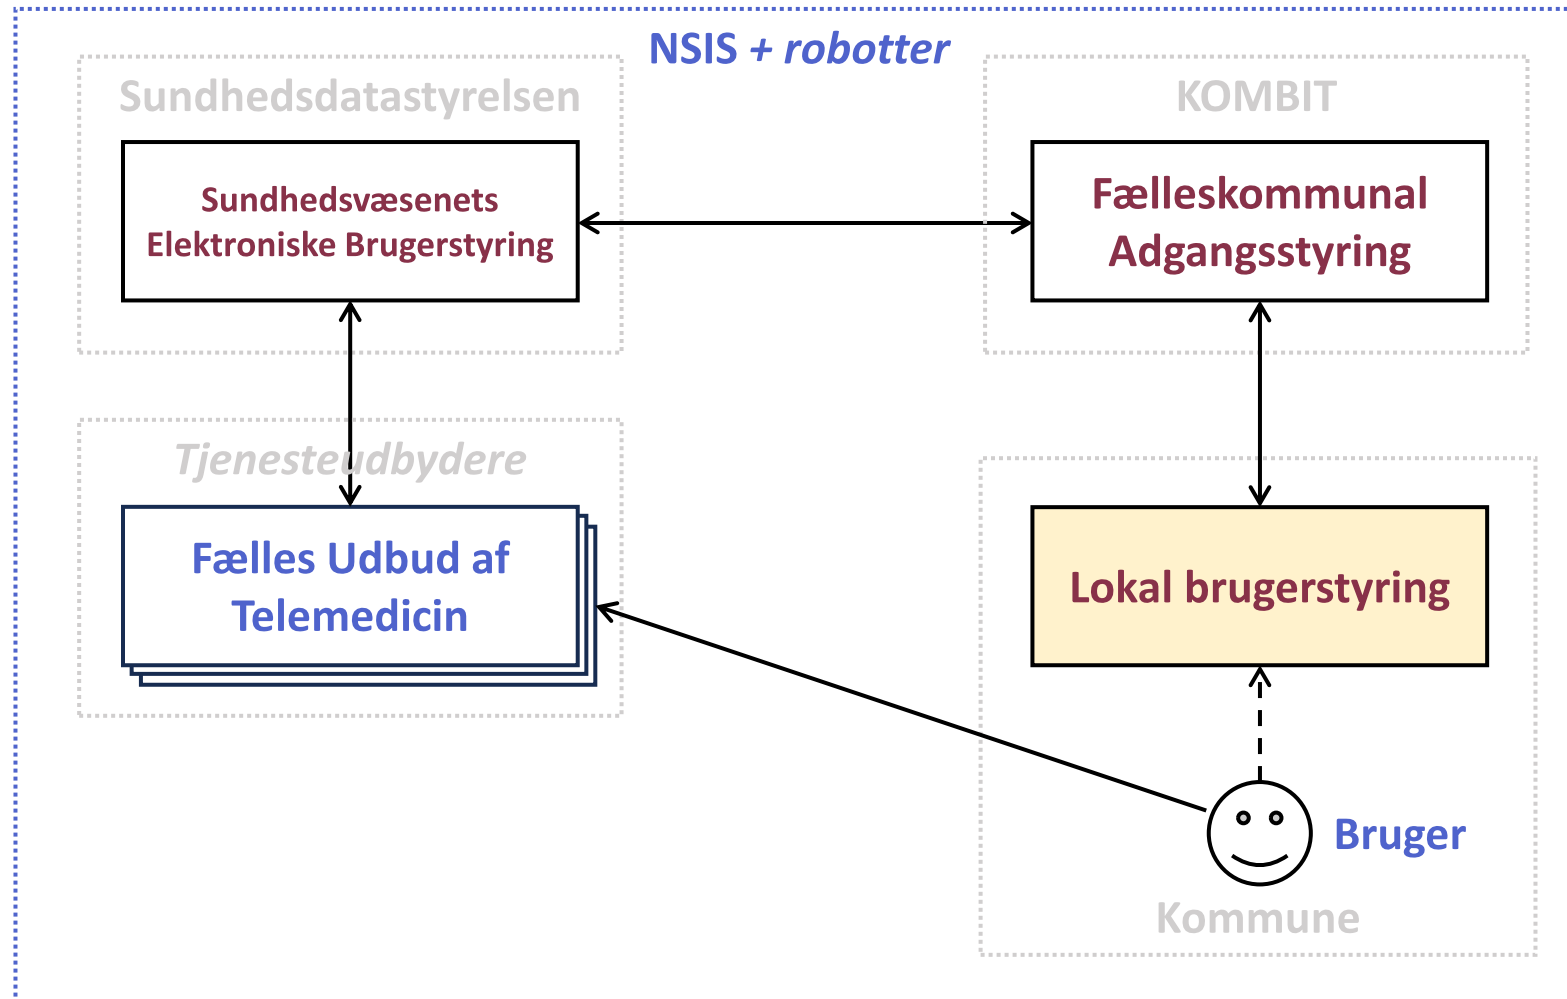 NSIS + robotter
Sundhedsdatastyrelsen
Sundhedsvæsenets
Elektroniske Brugerstyring
KOMBIT
Fælleskommunal
Adgangsstyring
Tjenesteudbydere
Fælles Udbud af
Telemedicin
Lokal brugerstyring
Bruger
Kommune